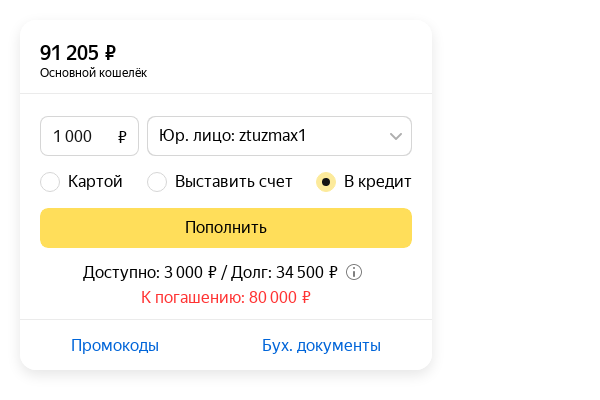 91 205 ₽
Основной кошелёк
1 000 ₽ Юр. лицо: ztuzmax1
Картой Выставить счет В кредит
Пополнить
Доступно: 3 000 ₽ / Долг: 34 500 ₽
К погашению: 80 000 ₽
Промокоды Бух. документы